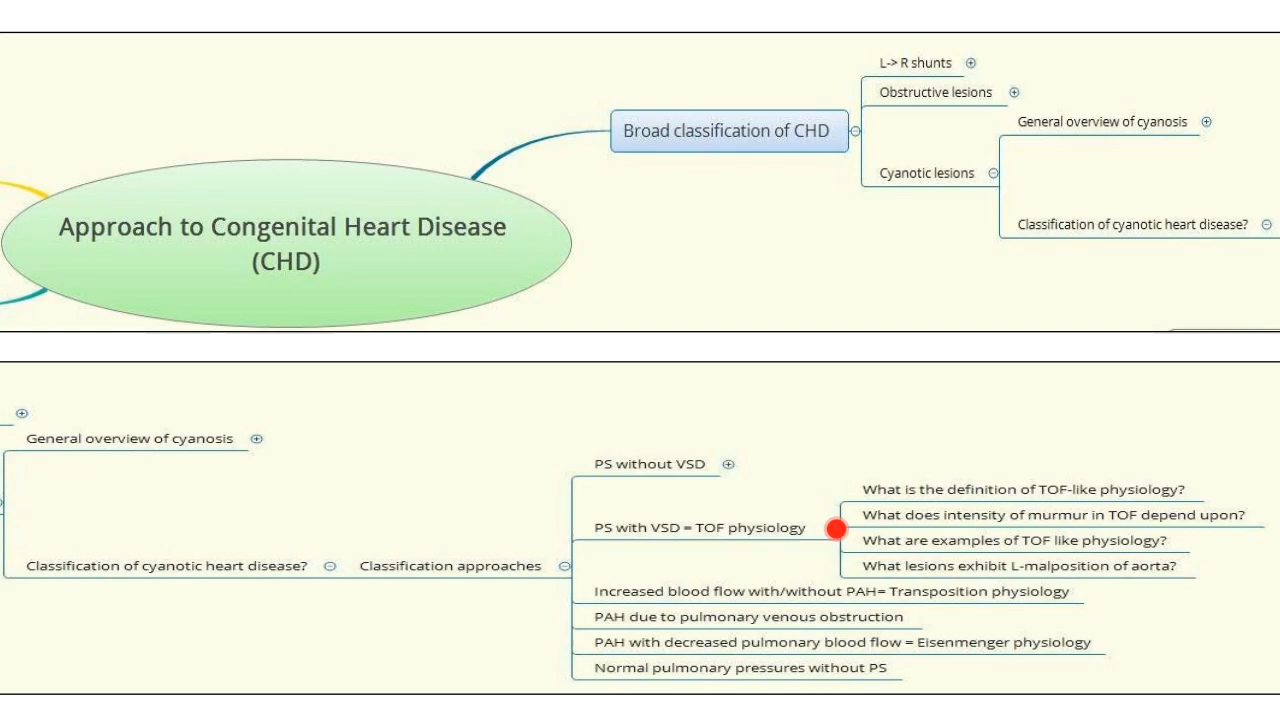 L-> R shunts
Obstructive lesions
General overview of cyanosis
Broad classification of CHD
Cyanotic lesions
Classification of cyanotic heart disease?
Approach to Congenital Heart Disease
(CHD)
General overview of cyanosis
PS without VSD
What is the definition of TOF-like physiology?
What does intensity of murmur in TOF depend upon?
PS with VSD = TOF physiology
What are examples of TOF like physiology?
Classification of cyanotic heart disease?
Classification approaches
What lesions exhibit L-malposition of aorta?
Increased blood flow with/without PAH= Transposition physiology
PAH due to pulmonary venous obstruction
PAH with decreased pulmonary blood flow = Eisenmenger physiology
Normal pulmonary pressures without PS